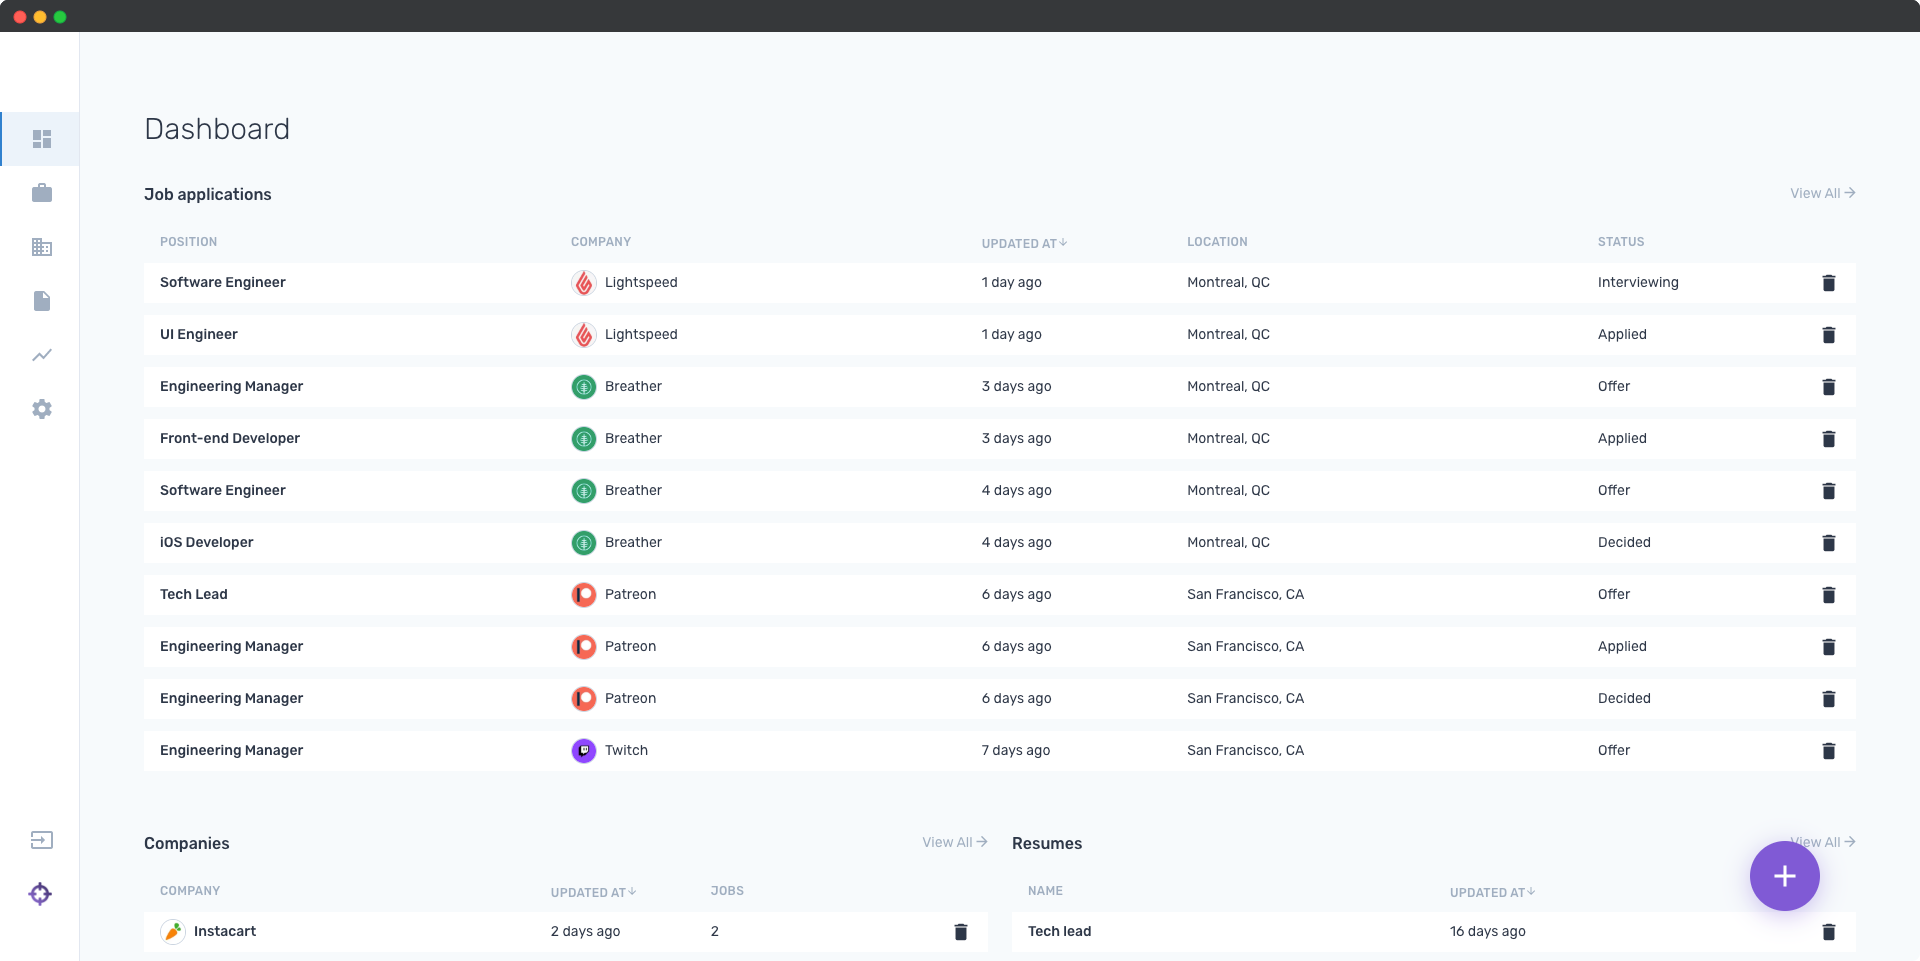 Dashboard
Job applications View All
POSITION COMPANY UPDATED AT LOCATION STATUS
Software Engineer Lightspeed 1 day ago Montreal, QC Interviewing
UI Engineer Lightspeed 1 day ago Montreal, QC Applied
Engineering Manager Breather 3 days ago Montreal, QC Offer
Front-end Developer Breather 3 days ago Montreal, QC Applied
Software Engineer Breather 4 days ago Montreal, QC Offer
iOS Developer Breather 4 days ago Montreal, QC Decided
Tech Lead Patreon 6 days ago San Francisco, CA Offer
Engineering Manager Patreon 6 days ago San Francisco, CA Applied
Engineering Manager Patreon 6 days ago San Francisco, CA Decided
Engineering Manager Twitch 7 days ago San Francisco, CA Offer
Companies View All Resumes View All
COMPANY UPDATED AT JOBS NAME UPDATED AT
Instacart 2 days ago 2 Tech lead 16 days ago